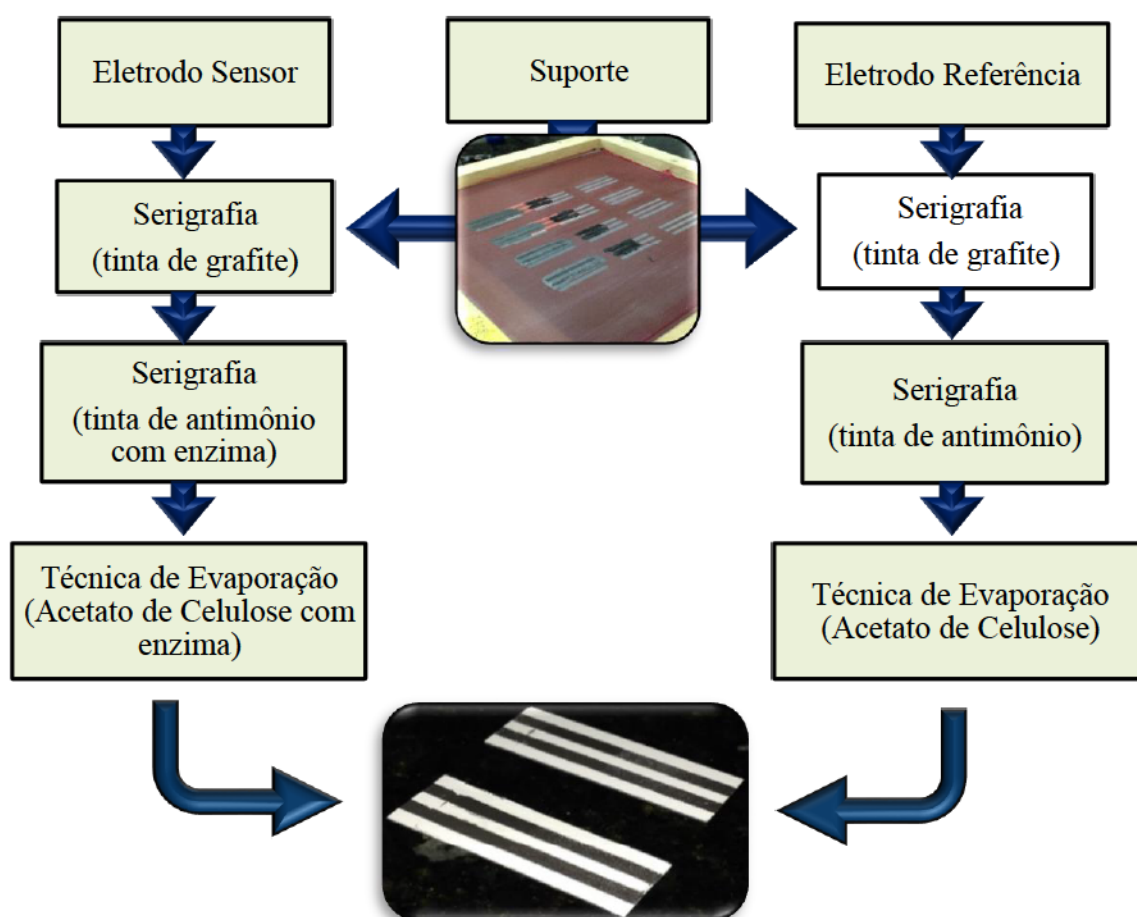 Eletrodo Sensor
Suporte
Eletrodo Referência
Serigrafia
(tinta de grafite)
Serigrafia
(tinta de grafite)
Serigrafia
(tinta de antimônio
com enzima)
Serigrafia
(tinta de antimônio)
Técnica de Evaporação
(Acetato de Celulose com
enzima)
Técnica de Evaporação
(Acetato de Celulose)